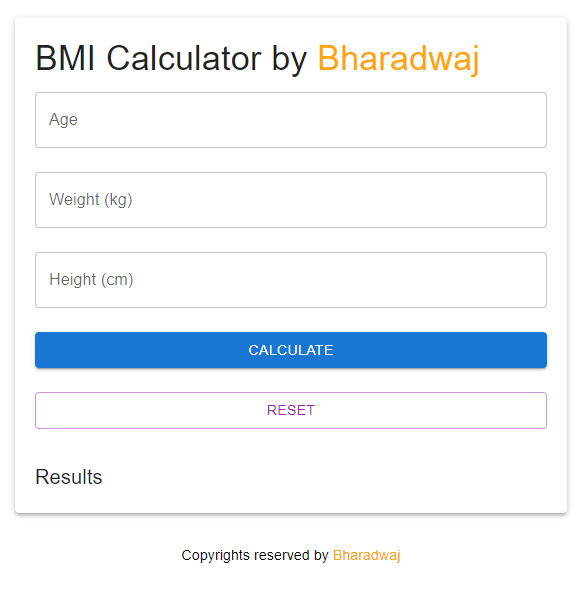 BMI Calculator by Bharadwaj
Age
Weight (kg)
Height (cm)
CALCULATE
RESET
Results
Copyrights reserved by Bharadwaj